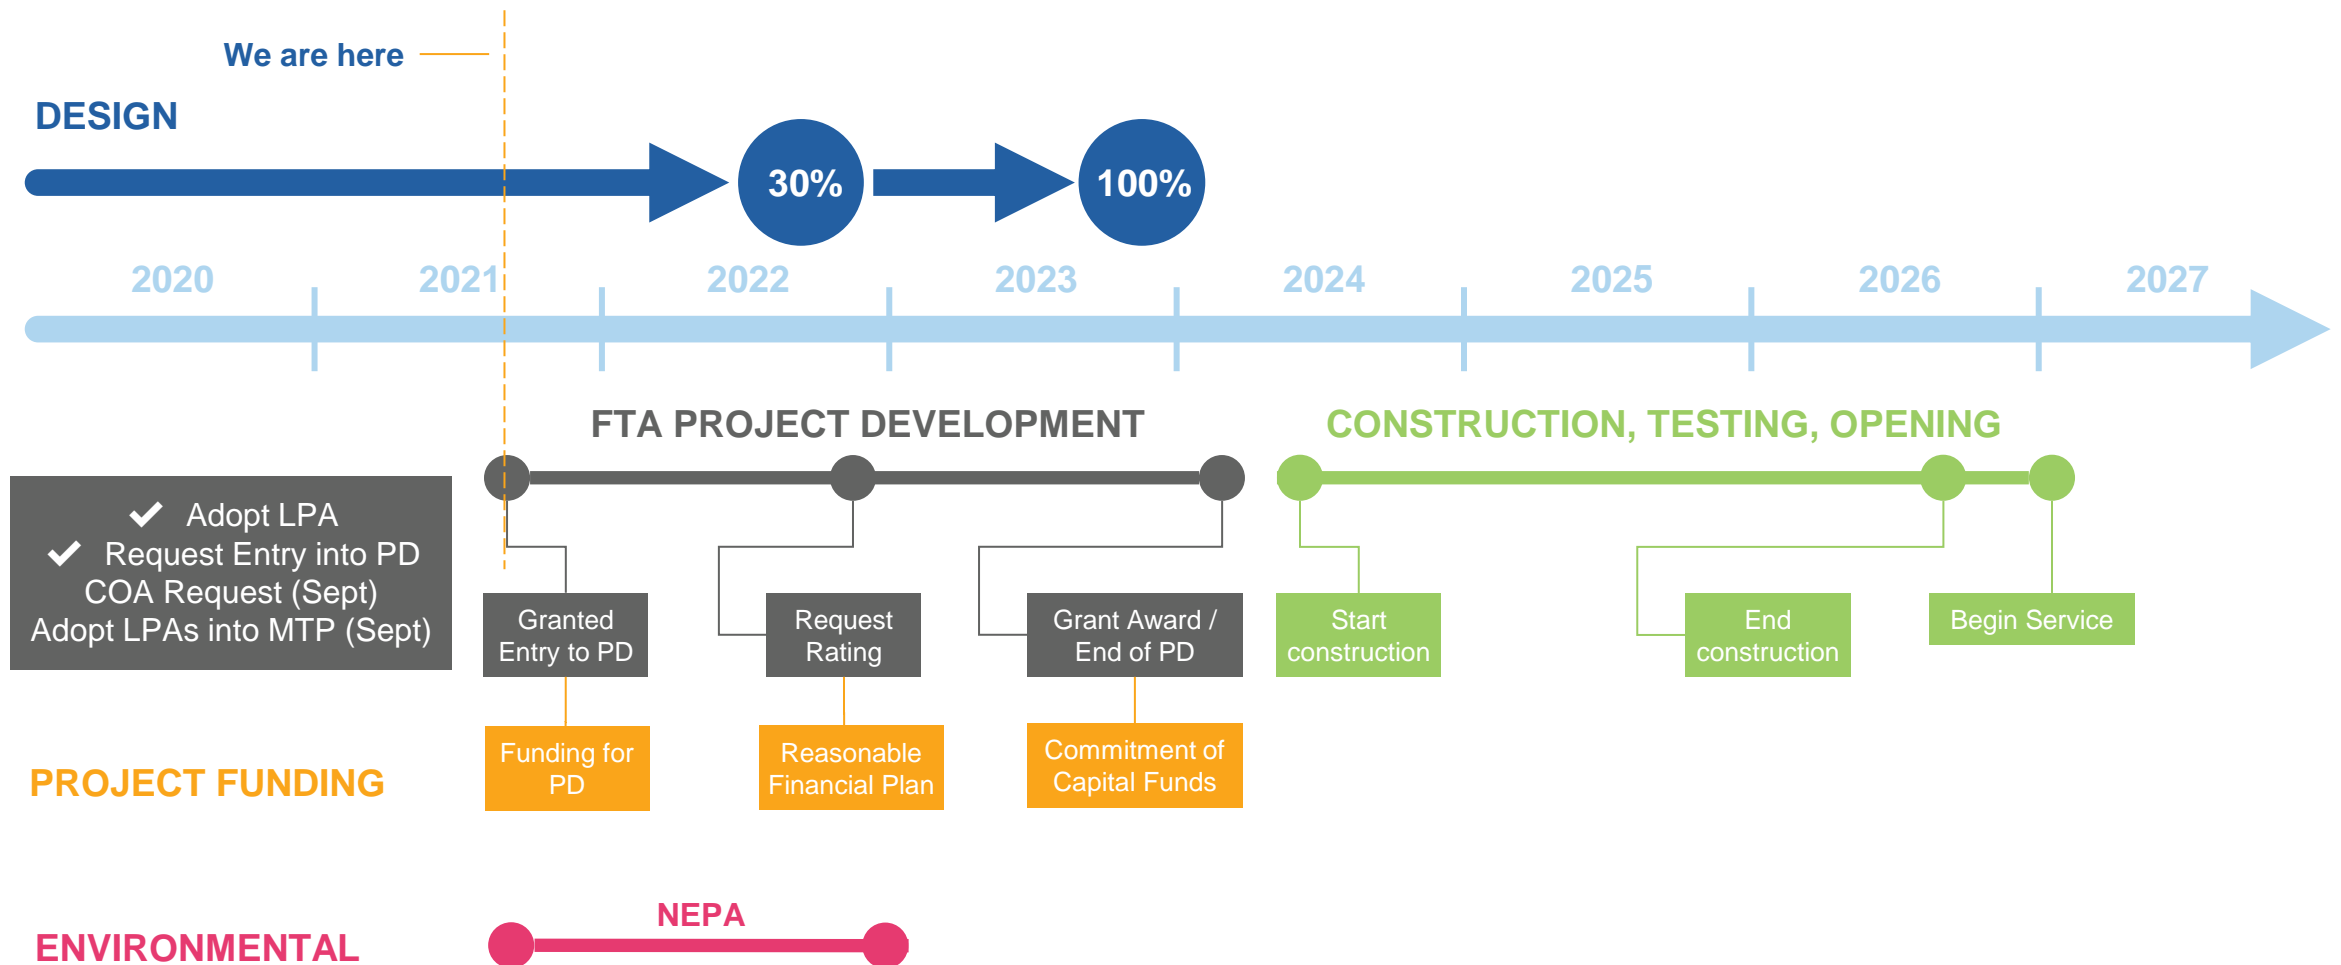 We are here
DESIGN
30%
100%
2020
2021
2022
2023
2024
2025
2026
2027
FTA PROJECT DEVELOPMENT
CONSTRUCTION, TESTING, OPENING
✔ Adopt LPA
✔ Request Entry into PD
COA Request (Sept)
Adopt LPAs into MTP (Sept)
Granted
Entry to PD
Request
Rating
Grant Award /
End of PD
Start
construction
End
construction
Begin Service
PROJECT FUNDING
Funding for
PD
Reasonable
Financial Plan
Commitment of
Capital Funds
NEPA
ENVIRONMENTAL